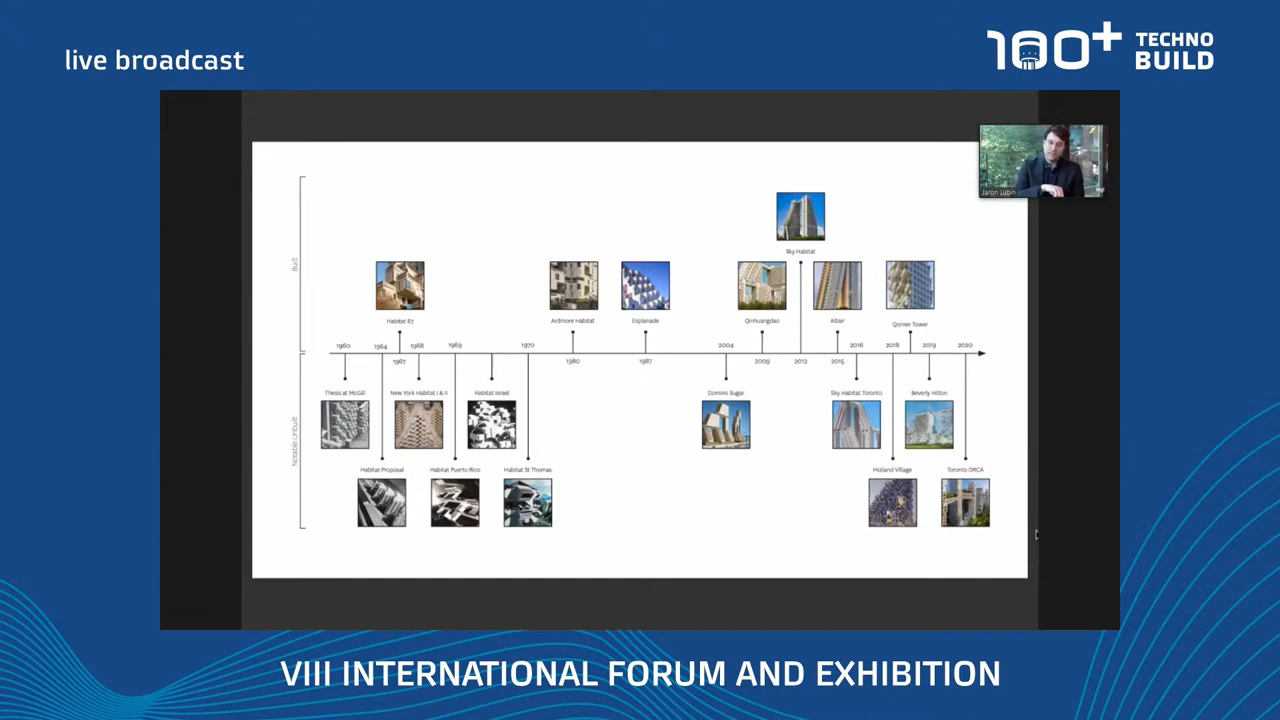 live broadcast
100+ TECHNO BUILD
Jaron Lubin
Built
Sky Habitat
Habitat 67
Ardmore Habitat
Esplanade
Qinhuangdao
Altair
Qorner Tower
1960
1964
1967
1968
1969
1970
1980
1987
2004
2009
2012
2015
2016
2018
2019
2020
Notable Unbuilt
Thesis at McGill
New York Habitat I & II
Habitat Israel
Domino Sugar
Sky Habitat Toronto
Beverly Hilton
Habitat Proposal
Habitat Puerto Rico
Habitat St Thomas
Holland Village
Toronto ORCA
VIII INTERNATIONAL FORUM AND EXHIBITION